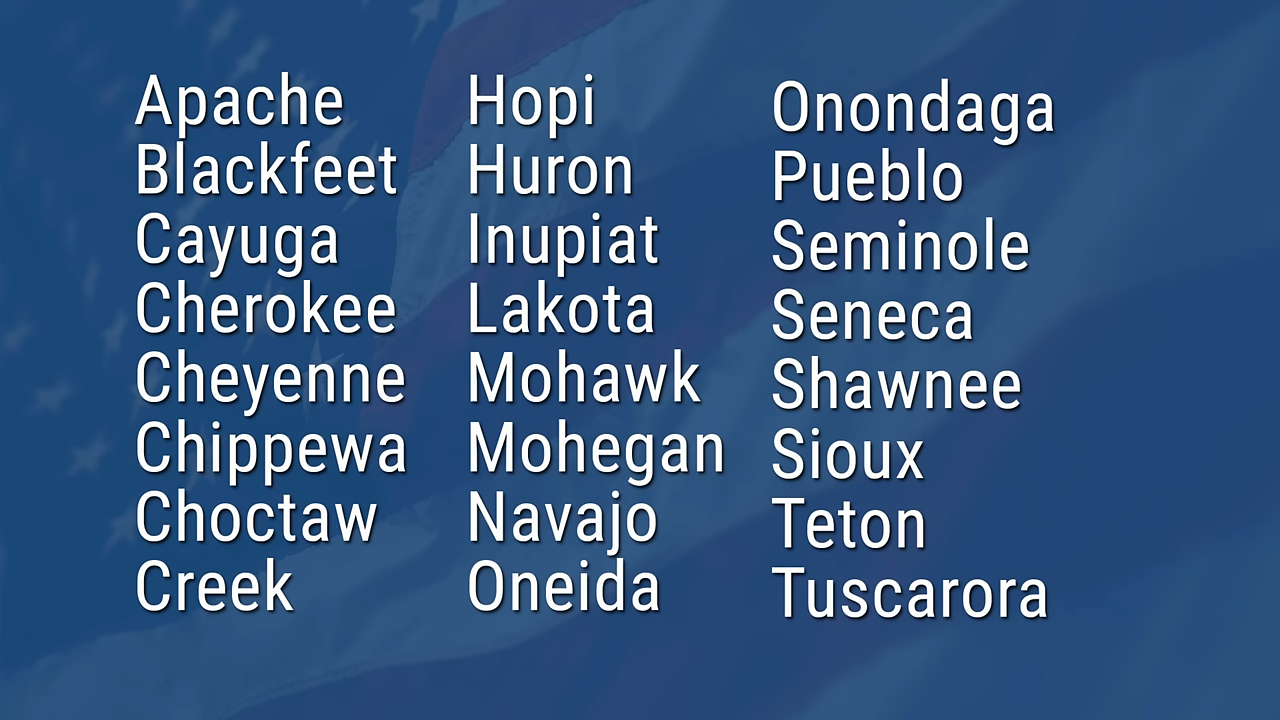 Apache
Blackfeet
Cayuga
Cherokee
Cheyenne
Chippewa
Choctaw
Creek
Hopi
Huron
Inupiat
Lakota
Mohawk
Mohegan
Navajo
Oneida
Onondaga
Pueblo
Seminole
Seneca
Shawnee
Sioux
Teton
Tuscarora